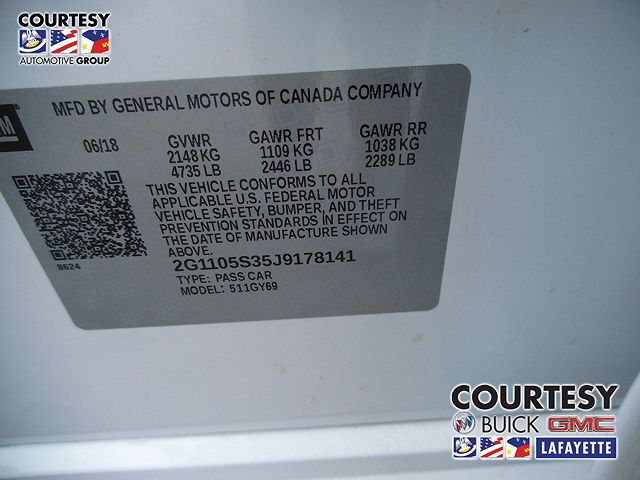 COURTESY
AUTOMOTIVE GROUP
GM
MFD BY GENERAL MOTORS OF CANADA COMPANY
06/18 GVWR GAWR FRT GAWR RR
2148 KG 1109 KG 1038 KG
4735 LB 2446 LB 2289 LB
THIS VEHICLE CONFORMS TO ALL
APPLICABLE U.S. FEDERAL MOTOR
VEHICLE SAFETY, BUMPER, AND THEFT
PREVENTION STANDARDS IN EFFECT ON
THE DATE OF MANUFACTURE SHOWN
ABOVE.
8624
2G1105S35J9178141
TYPE: PASS CAR
MODEL: 511GY69
COURTESY
BUICK GMC
LAFAYETTE